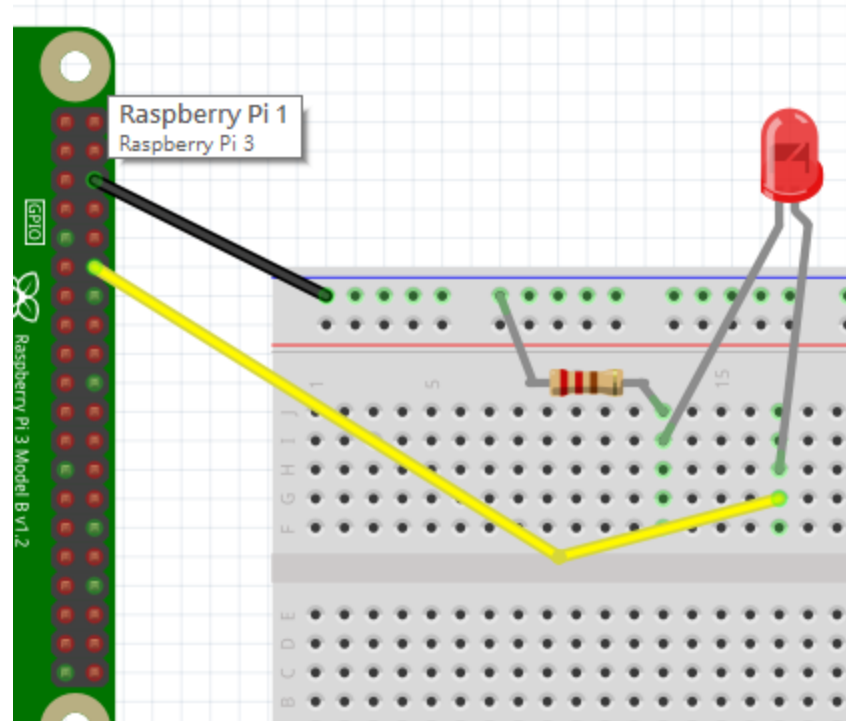 Raspberry Pi 1
Raspberry Pi 3
GPIO
Raspberry Pi 3 Model B v1.2
1
5
15
J
I
H
G
F
E
D
C
B